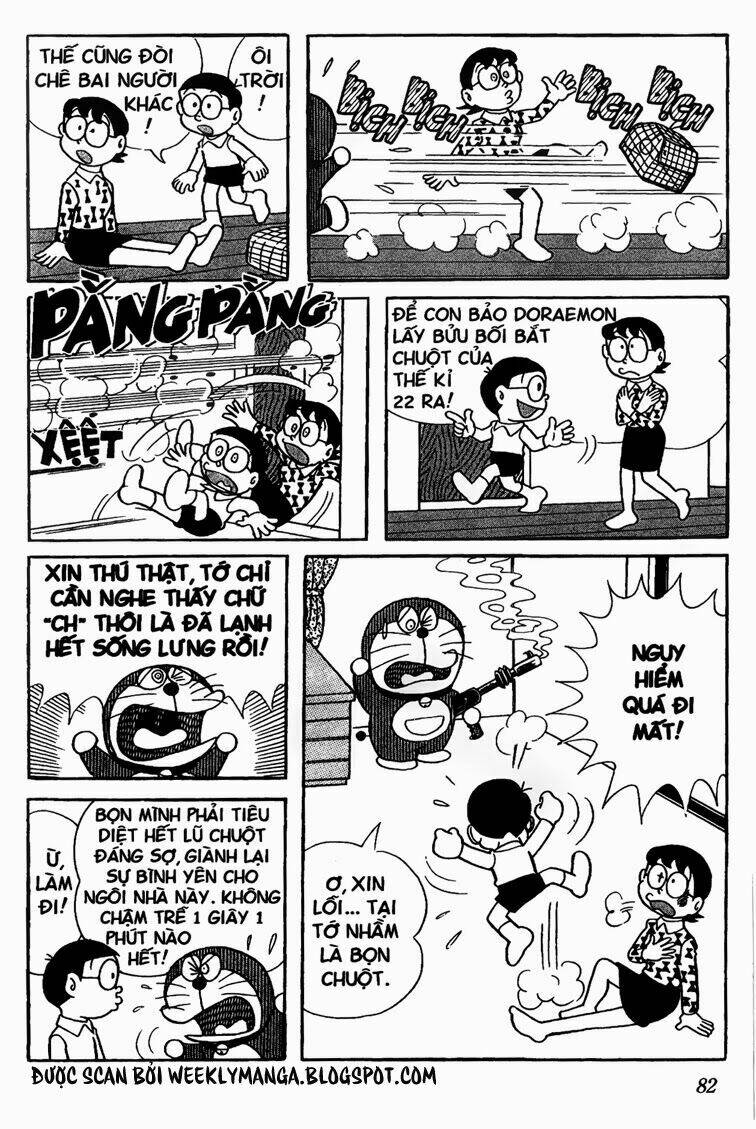 THẾ CŨNG ĐÒI
CHÊ BAI NGƯỜI
KHÁC
!
ÔI
TRỜI
!
BỊCH
BỊCH
BỊCH
BỊCH
PẰNG PẰNG
XỆỆT
ĐỂ CON BẢO DORAEMON
LẤY BỬU BỐI BẮT
CHUỘT CỦA
THẾ KỈ
22 RA!
XIN THÚ THẬT, TỚ CHỈ
CẦN NGHE THẤY CHỮ
"CH" THÔI LÀ ĐÃ LẠNH
HẾT SỐNG LƯNG RỒI!
NGUY
HIỂM
QUÁ ĐI
MẤT!
Ơ, XIN
LỖI... TẠI
TỚ NHẦM
LÀ BỌN
CHUỘT.
BỌN MÌNH PHẢI TIÊU
DIỆT HẾT LŨ CHUỘT
ĐÁNG SỢ, GIÀNH LẠI
SỰ BÌNH YÊN CHO
NGÔI NHÀ NÀY. KHÔNG
CHẬM TRỄ 1 GIÂY 1
PHÚT NÀO
HẾT!
Ừ,
LÀM
ĐI!
ĐƯỢC SCAN BỞI WEEKLYMANGA.BLOGSPOT.COM
82